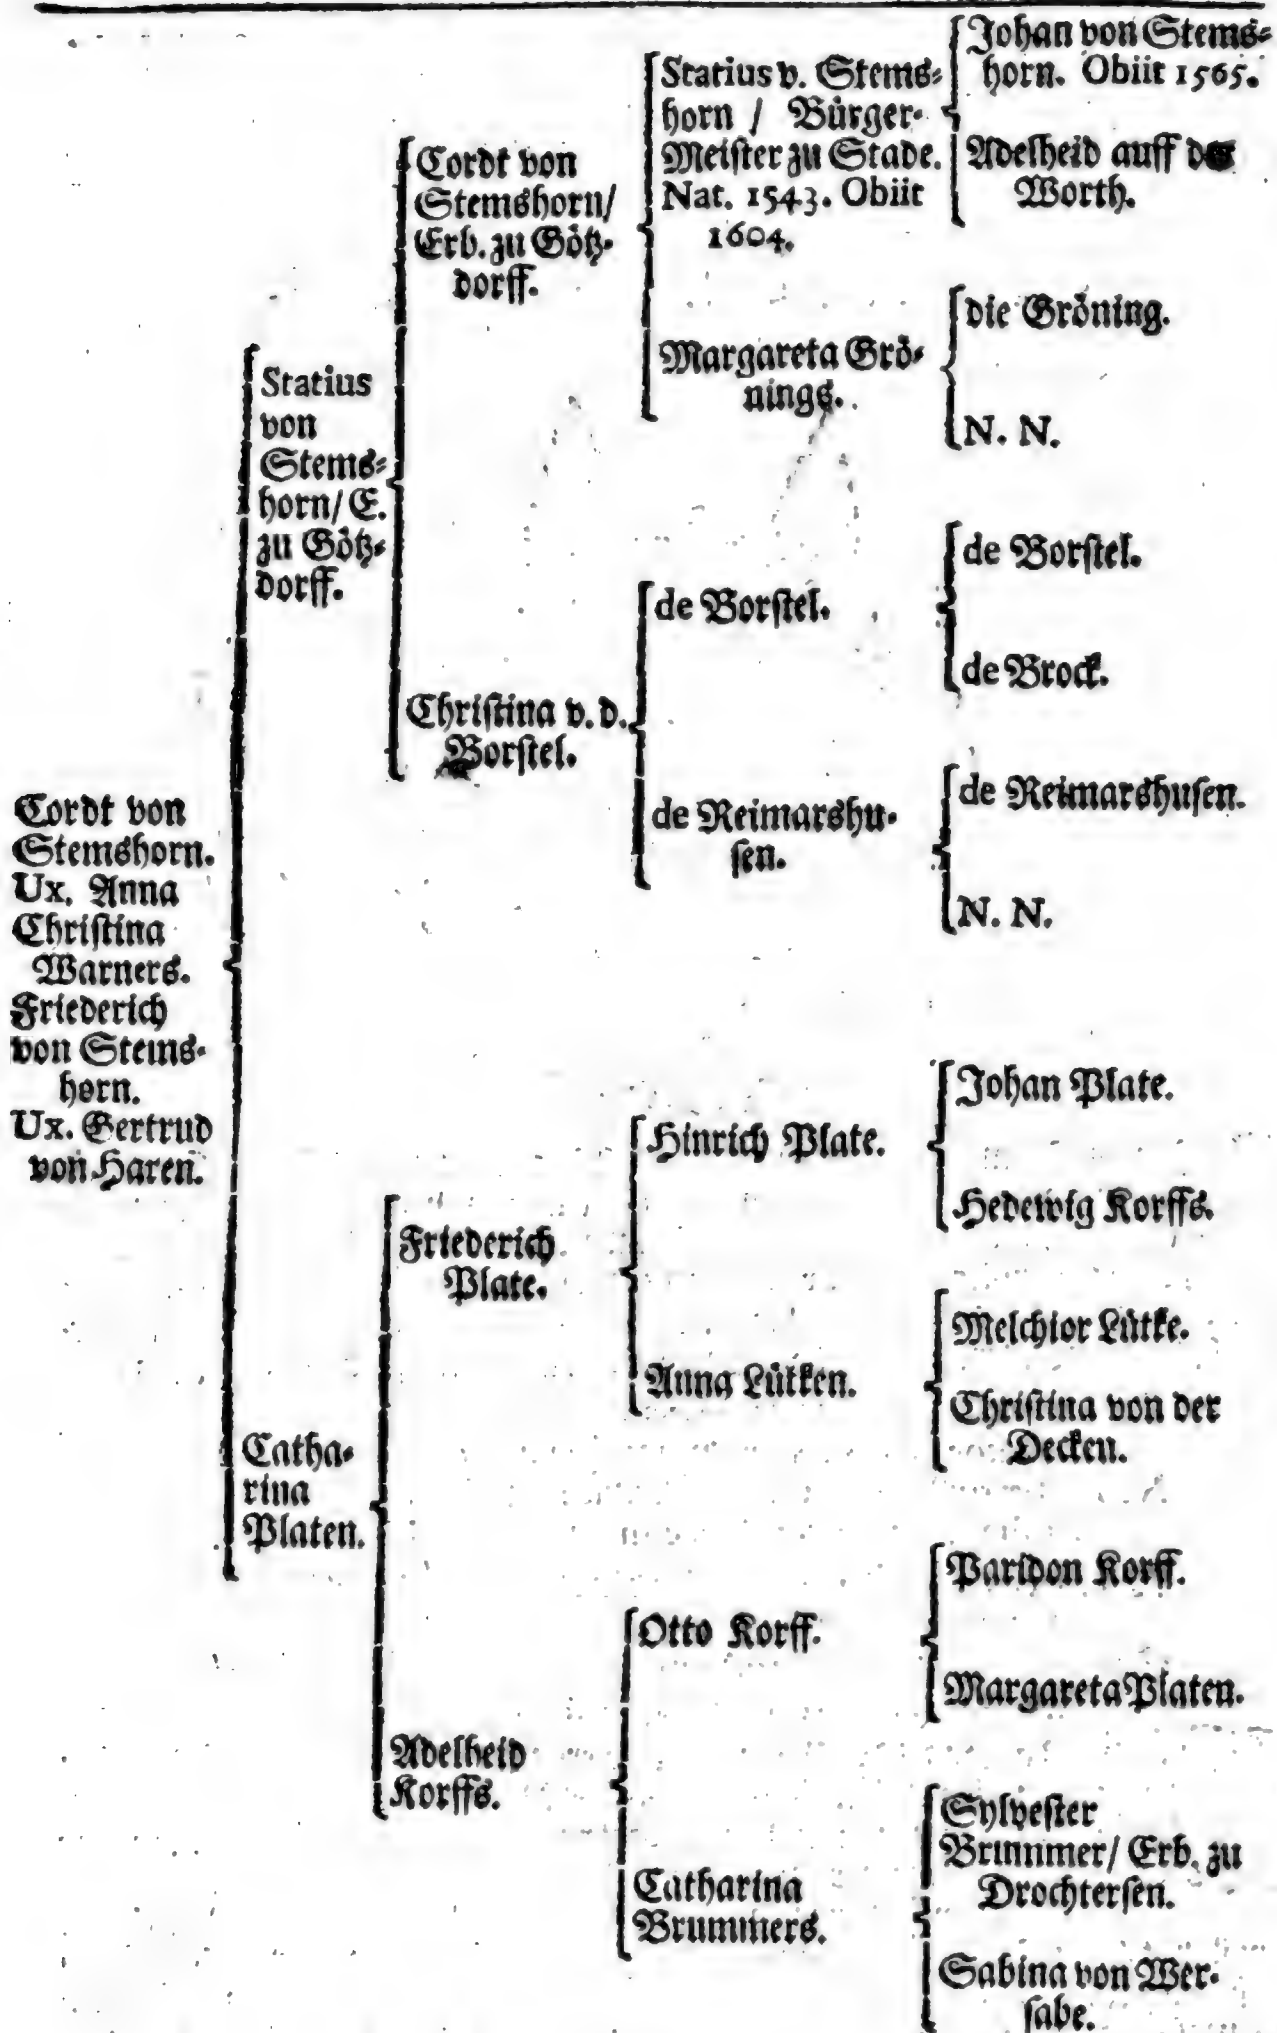 Cordt von
Stemshorn.
Ux. Anna
Christina
Warners.
Friederich
von Stems-
horn.
Ux. Gertrud
von Haren.
Statius
von
Stems-
horn/ E.
zu Götz-
dorff.
Cordt von
Stemshorn/
Erb. zu Götz-
dorff.
Statius v. Stems-
horn / Bürger-
Meister zu Stade.
Nat. 1543. Obiit
1604.
Johan von Stems-
horn. Obiit 1565.
Adelheid auff
Worth.
Margareta Grö-
nings.
die Gröning.
N. N.
Christina v. d.
Borstel.
de Borstel.
de Borstel.
de Brock.
de Reimarshu-
sen.
de Reimarshusen.
N. N.
Catha-
rina
Platen.
Friederich
Plate.
Hinrich Plate.
Johan Plate.
Hedewig Korffs.
Anna Lütken.
Melchior Lütke.
Christina von der
Decken.
Adelheid
Korffs.
Otto Korff.
Paridon Korff.
Margareta Platen.
Catharina
Brummers.
Sylvester
Brummer/ Erb. zu
Drochtersen.
Sabina von Wer-
sabe.